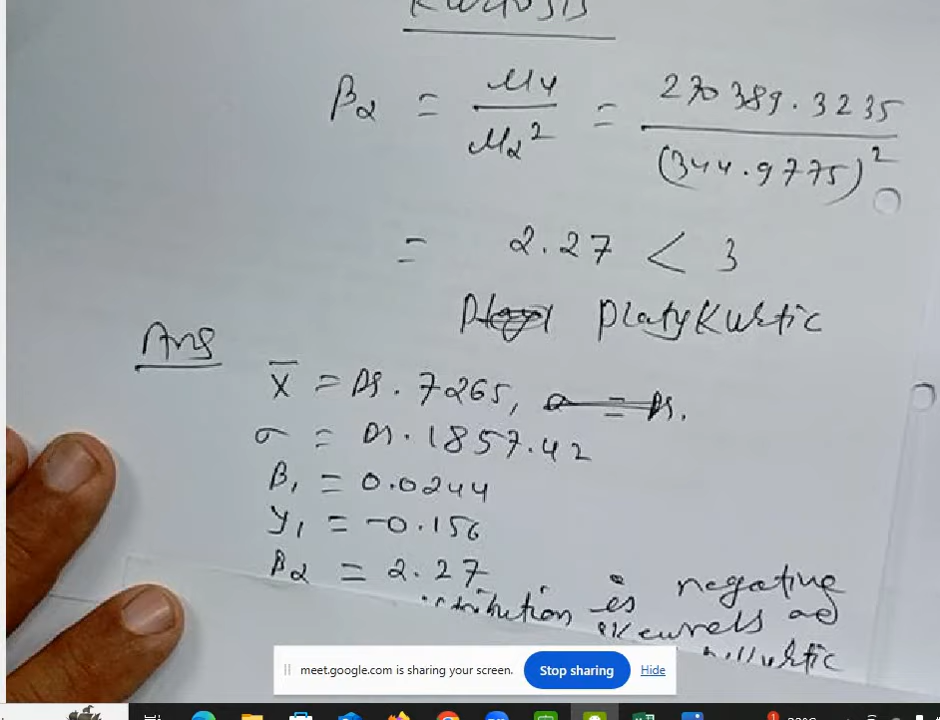 Kurtosis
β2 = μ4 / μ2² = 270389.3235 / (344.9775)²
= 2.27 < 3
Platykurtic
Ans
X̄ = Rs. 7265,
σ = Rs. 1857.42
β1 = 0.0244
γ1 = -0.156
β2 = 2.27
is negative
meet.google.com is sharing your screen. Stop sharing Hide